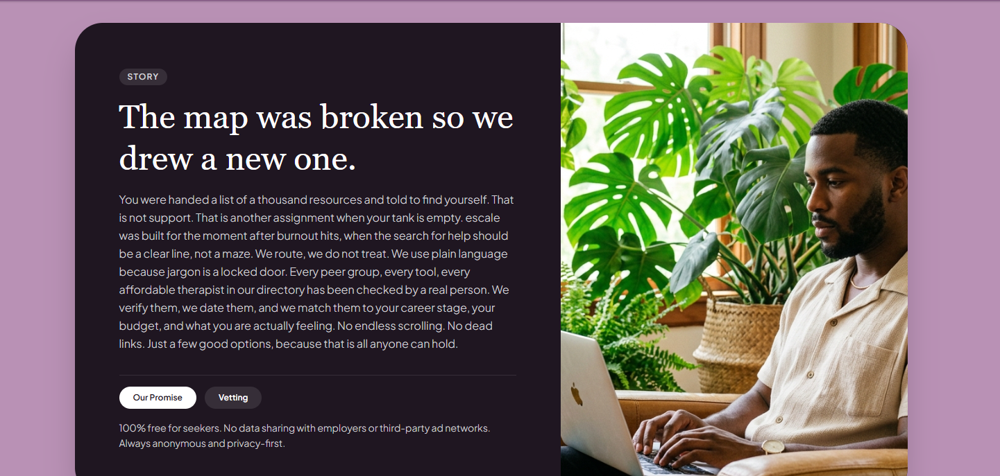 STORY
The map was broken so we
drew a new one.
You were handed a list of a thousand resources and told to find yourself. That
is not support. That is another assignment when your tank is empty. escale
was built for the moment after burnout hits, when the search for help should
be a clear line, not a maze. We route, we do not treat. We use plain language
because jargon is a locked door. Every peer group, every tool, every
affordable therapist in our directory has been checked by a real person. We
verify them, we date them, and we match them to your career stage, your
budget, and what you are actually feeling. No endless scrolling. No dead
links. Just a few good options, because that is all anyone can hold.
Our Promise
Vetting
100% free for seekers. No data sharing with employers or third-party ad networks.
Always anonymous and privacy-first.